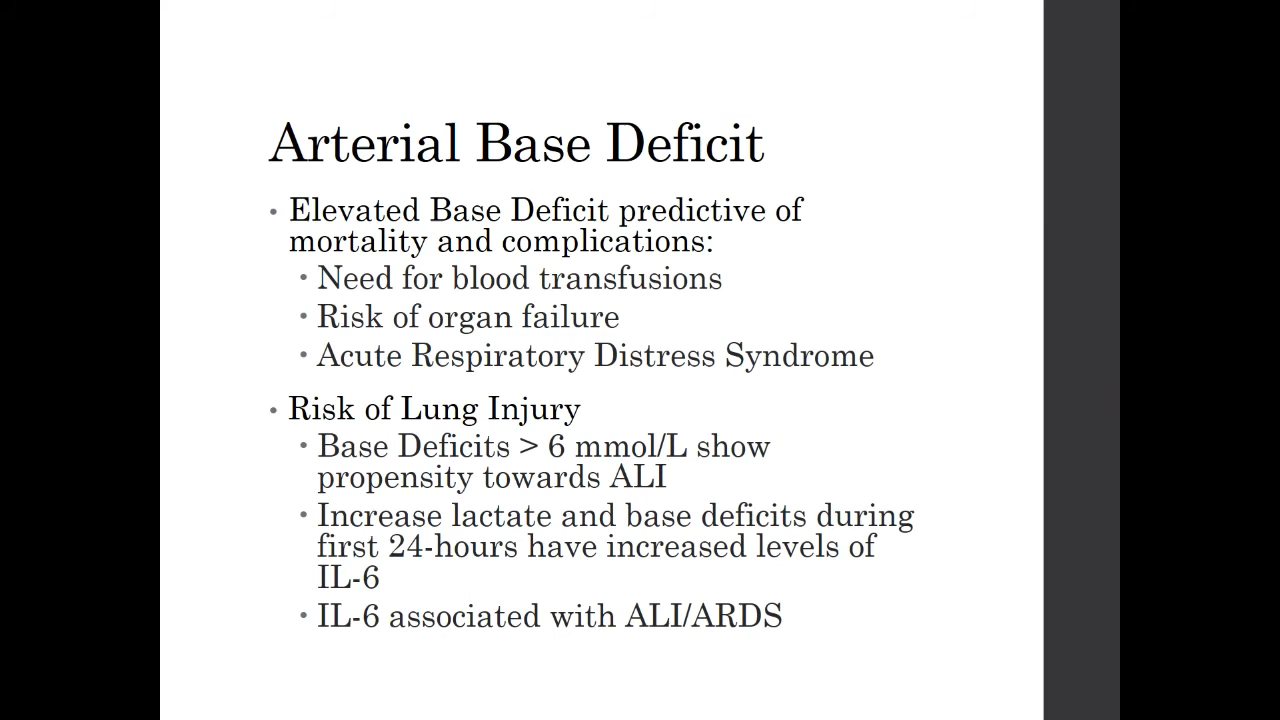 Arterial Base Deficit
• Elevated Base Deficit predictive of
mortality and complications:
• Need for blood transfusions
• Risk of organ failure
• Acute Respiratory Distress Syndrome
• Risk of Lung Injury
• Base Deficits > 6 mmol/L show
propensity towards ALI
• Increase lactate and base deficits during
first 24-hours have increased levels of
IL-6
• IL-6 associated with ALI/ARDS